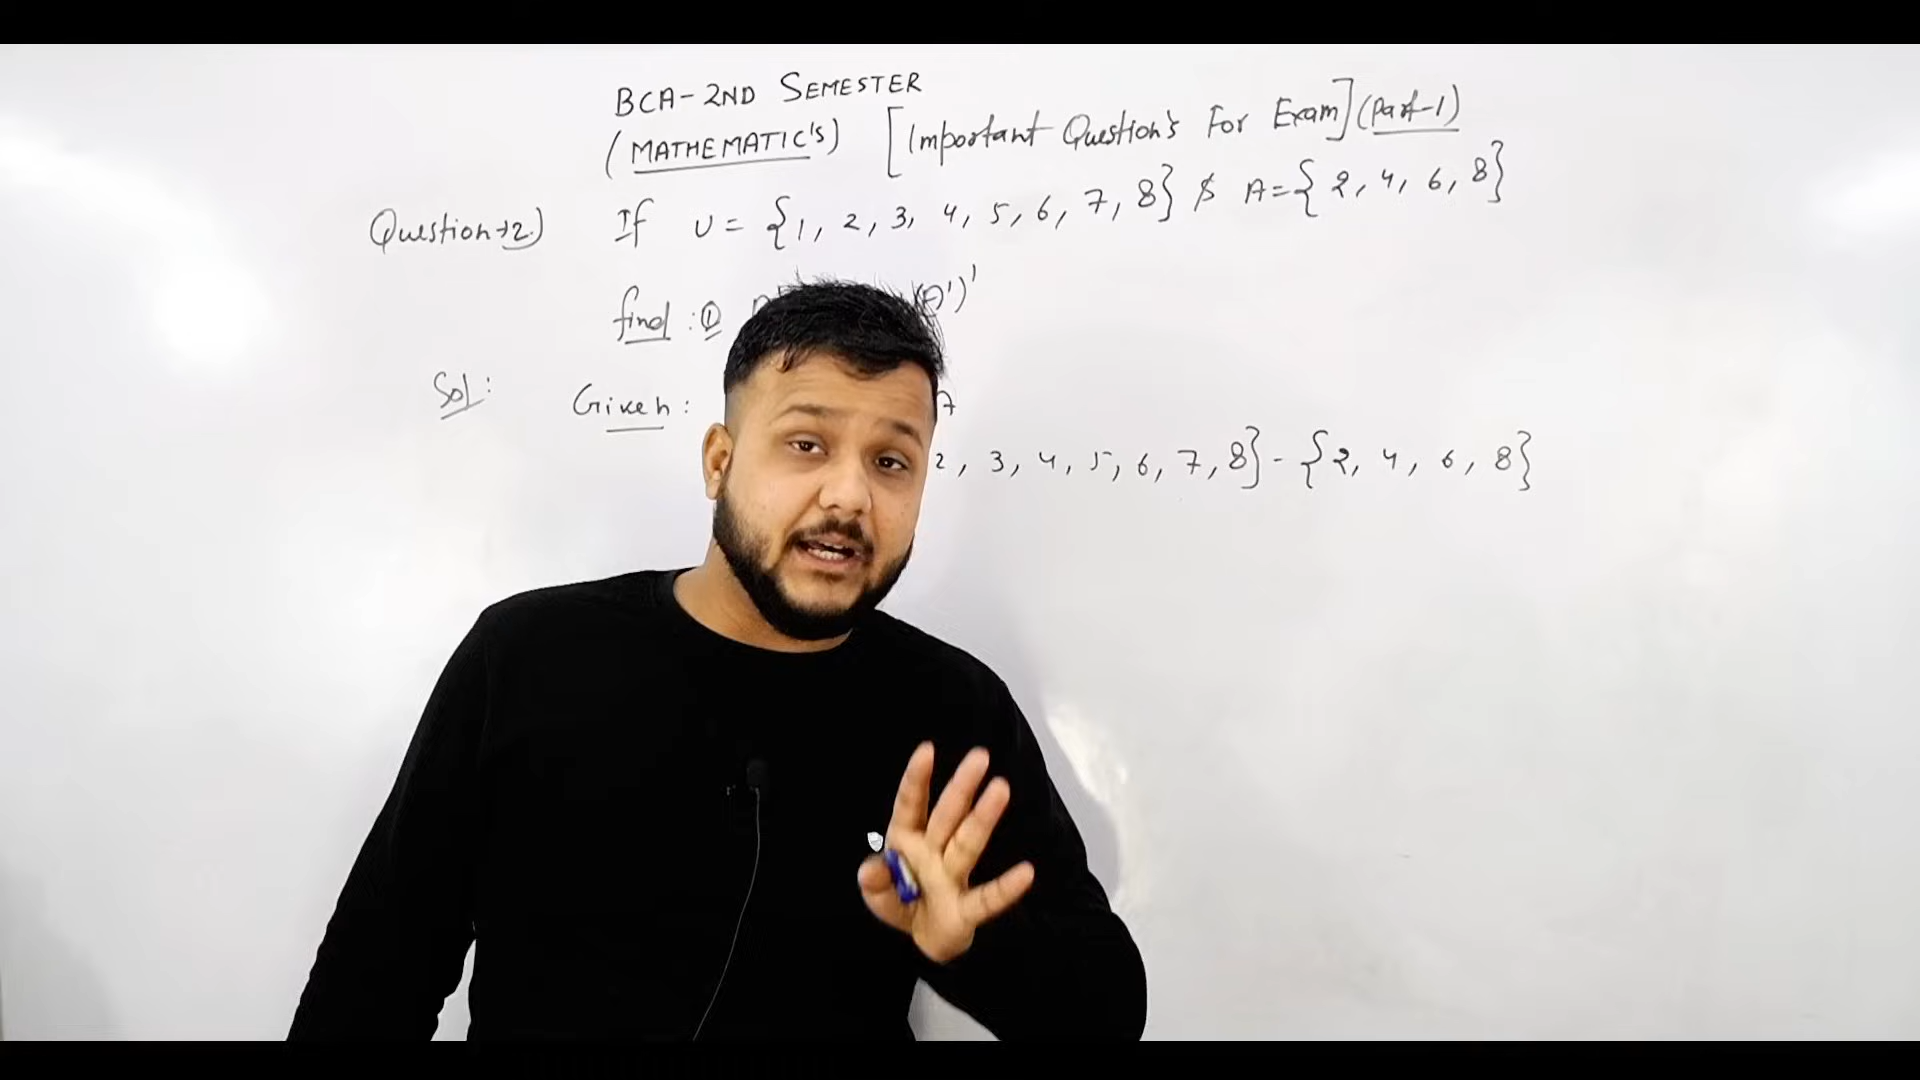 BCA-2ND SEMESTER
(MATHEMATIC'S) [Important Question's For Exam] (Part-1)
Question→2.) If U = {1, 2, 3, 4, 5, 6, 7, 8} & A = {2, 4, 6, 8}
find : ① (A')'
Sol: Given: A
2, 3, 4, 5, 6, 7, 8} - {2, 4, 6, 8}